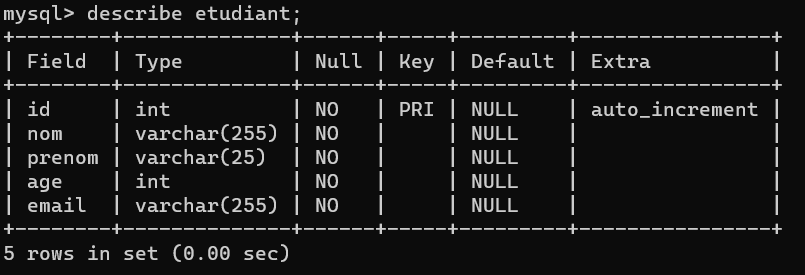 mysql> describe etudiant;
+--------+--------------+------+-----+---------+----------------+
| Field  | Type         | Null | Key | Default | Extra          |
+--------+--------------+------+-----+---------+----------------+
| id     | int          | NO   | PRI | NULL    | auto_increment |
| nom    | varchar(255) | NO   |     | NULL    |                |
| prenom | varchar(25)  | NO   |     | NULL    |                |
| age    | int          | NO   |     | NULL    |                |
| email  | varchar(255) | NO   |     | NULL    |                |
+--------+--------------+------+-----+---------+----------------+
5 rows in set (0.00 sec)